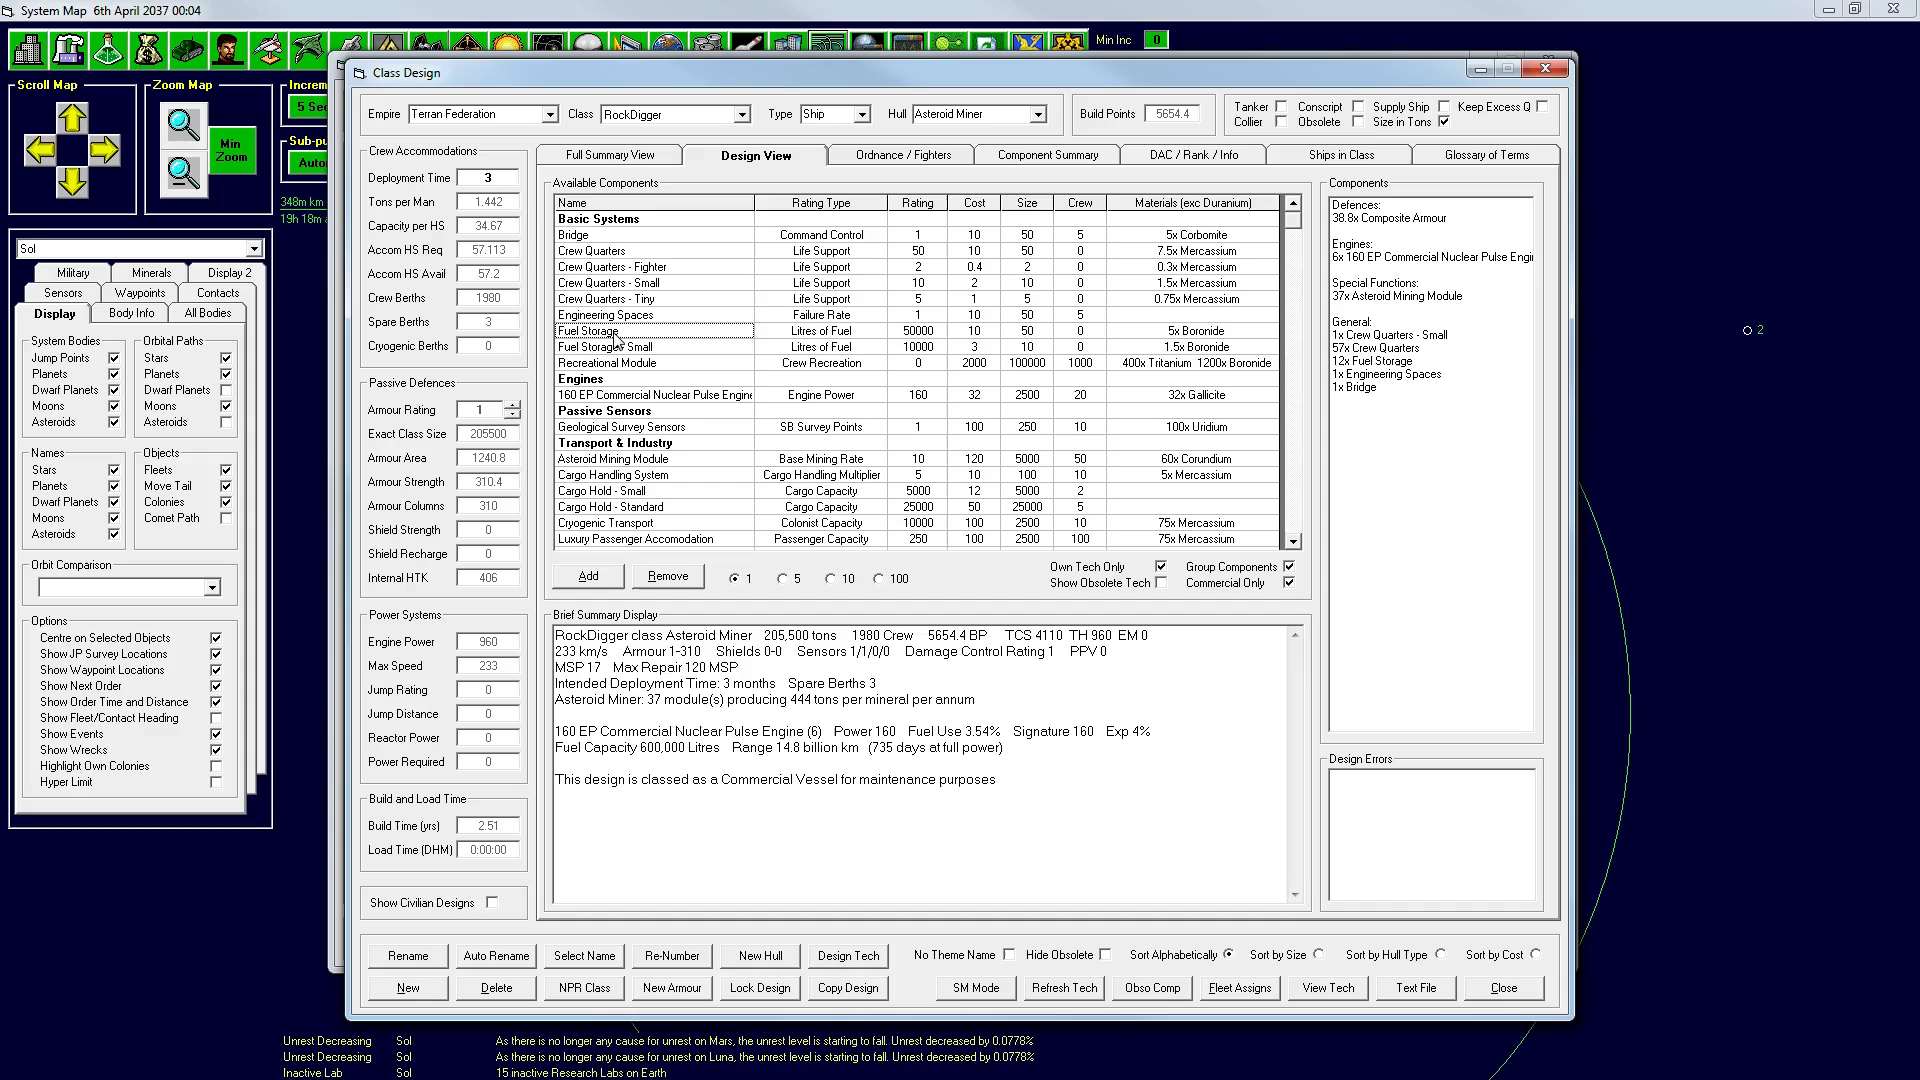 System Map   6th April 2037 00:04
Min Inc   0
Scroll Map
Zoom Map
Min
Zoom
348m km
Sol
Military   Minerals   Display 2
Sensors   Waypoints   Contacts
Display   Body Info   All Bodies
System Bodies
Jump Points
Planets
Dwarf Planets
Moons
Asteroids
Orbital Paths
Stars
Planets
Dwarf Planets
Moons
Asteroids
Names
Stars
Planets
Dwarf Planets
Moons
Asteroids
Objects
Fleets
Move Tail
Colonies
Comet Path
Orbit Comparison
Options
Centre on Selected Objects
Show JP Survey Locations
Show Waypoint Locations
Show Next Order
Show Order Time and Distance
Show Fleet/Contact Heading
Show Events
Show Wrecks
Highlight Own Colonies
Hyper Limit
Class Design
Empire   Terran Federation   Class   RockDigger   Type   Ship   Hull   Asteroid Miner
Build Points   5654.4
Tanker   Conscript   Supply Ship   Keep Excess Q
Collier   Obsolete   Size in Tons
Crew Accommodations
Deployment Time   3
Tons per Man   1.442
Capacity per HS   34.67
Accom HS Req   57.113
Accom HS Avail   57.2
Crew Berths   1980
Spare Berths   3
Cryogenic Berths   0
Passive Defences
Armour Rating   1
Exact Class Size   205500
Armour Area   1240.8
Armour Strength   310.4
Armour Columns   310
Shield Strength   0
Shield Recharge   0
Internal HTK   406
Power Systems
Engine Power   960
Max Speed   233
Jump Rating   0
Jump Distance   0
Reactor Power   0
Power Required   0
Build and Load Time
Build Time (yrs)   2.51
Load Time (DHM)   0:00:00
Show Civilian Designs
Full Summary View   Design View   Ordnance / Fighters   Component Summary   DAC / Rank / Info   Ships in Class   Glossary of Terms
Available Components
Name   Rating Type   Rating   Cost   Size   Crew   Materials (exc Duranium)
Basic Systems
Bridge   Command Control   1   10   50   5   5x Corbomite
Crew Quarters   Life Support   50   10   50   0   7.5x Mercassium
Crew Quarters - Fighter   Life Support   2   0.4   2   0   0.3x Mercassium
Crew Quarters - Small   Life Support   10   2   10   0   1.5x Mercassium
Crew Quarters - Tiny   Life Support   5   1   5   0   0.75x Mercassium
Engineering Spaces   Failure Rate   1   10   50   5
Fuel Storage   Litres of Fuel   50000   10   50   0   5x Boronide
Fuel Storage - Small   Litres of Fuel   10000   3   10   0   1.5x Boronide
Recreational Module   Crew Recreation   0   2000   100000   1000   400x Tritanium   1200x Boronide
Engines
160 EP Commercial Nuclear Pulse Engine   Engine Power   160   32   2500   20   32x Gallicite
Passive Sensors
Geological Survey Sensors   SB Survey Points   1   100   250   10   100x Uridium
Transport & Industry
Asteroid Mining Module   Base Mining Rate   10   120   5000   50   60x Corundium
Cargo Handling System   Cargo Handling Multiplier   5   10   100   10   5x Mercassium
Cargo Hold - Small   Cargo Capacity   5000   12   5000   2
Cargo Hold - Standard   Cargo Capacity   25000   50   25000   5
Cryogenic Transport   Colonist Capacity   10000   100   2500   10   75x Mercassium
Luxury Passenger Accomodation   Passenger Capacity   250   100   2500   100   75x Mercassium
Add   Remove   1   5   10   100
Own Tech Only   Group Components
Show Obsolete Tech   Commercial Only
Brief Summary Display
RockDigger class Asteroid Miner   205,500 tons   1980 Crew   5654.4 BP   TCS 4110   TH 960   EM 0
233 km/s   Armour 1-310   Shields 0-0   Sensors 1/1/0/0   Damage Control Rating 1   PPV 0
MSP 17   Max Repair 120 MSP
Intended Deployment Time: 3 months   Spare Berths 3
Asteroid Miner: 37 module(s) producing 444 tons per mineral per annum
160 EP Commercial Nuclear Pulse Engine (6)   Power 160   Fuel Use 3.54%   Signature 160   Exp 4%
Fuel Capacity 600,000 Litres   Range 14.8 billion km   (735 days at full power)
This design is classed as a Commercial Vessel for maintenance purposes
Components
Defences:
38.8x Composite Armour
Engines:
6x 160 EP Commercial Nuclear Pulse Engi
Special Functions:
37x Asteroid Mining Module
General:
1x Crew Quarters - Small
57x Crew Quarters
12x Fuel Storage
1x Engineering Spaces
1x Bridge
Design Errors
Rename   Auto Rename   Select Name   Re-Number   New Hull   Design Tech   No Theme Name   Hide Obsolete   Sort Alphabetically   Sort by Size   Sort by Hull Type   Sort by Cost
New   Delete   NPR Class   New Armour   Lock Design   Copy Design   SM Mode   Refresh Tech   Obso Comp   Fleet Assigns   View Tech   Text File   Close
2
Unrest Decreasing   Sol   As there is no longer any cause for unrest on Mars, the unrest level is starting to fall. Unrest decreased by 0.0778%
Unrest Decreasing   Sol   As there is no longer any cause for unrest on Luna, the unrest level is starting to fall. Unrest decreased by 0.0778%
Inactive Lab   Sol   15 inactive Research Labs on Earth